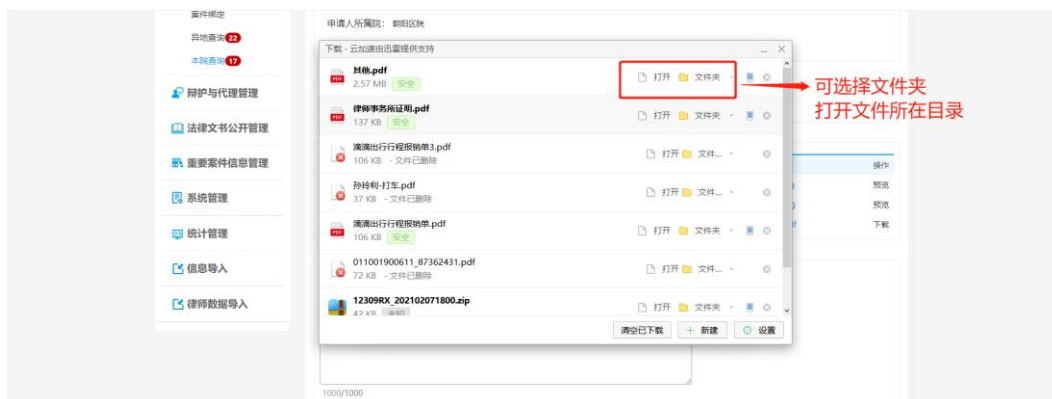 案件绑定
异地查询 22
本院查询 17
辩护与代理管理
法律文书公开管理
重要案件信息管理
系统管理
统计管理
信息导入
律师数据导入
申请人所属院: 朝阳区院
下载 - 云加速由迅雷提供支持
其他.pdf
2.57 MB 安全
打开 文件夹
律师事务所证明.pdf
137 KB 安全
打开 文件夹
滴滴出行行程报销单3.pdf
106 KB - 文件已删除
打开 文件...
孙玲利-打车.pdf
37 KB - 文件已删除
打开 文件...
滴滴出行行程报销单.pdf
106 KB 安全
打开 文件夹
011001900611_87362431.pdf
72 KB - 文件已删除
打开 文件...
12309RX_202102071800.zip
42 KB 未知
打开 文件夹
清空已下载 + 新建 设置
可选择文件夹
打开文件所在目录
操作
预览
预览
下载
1000/1000